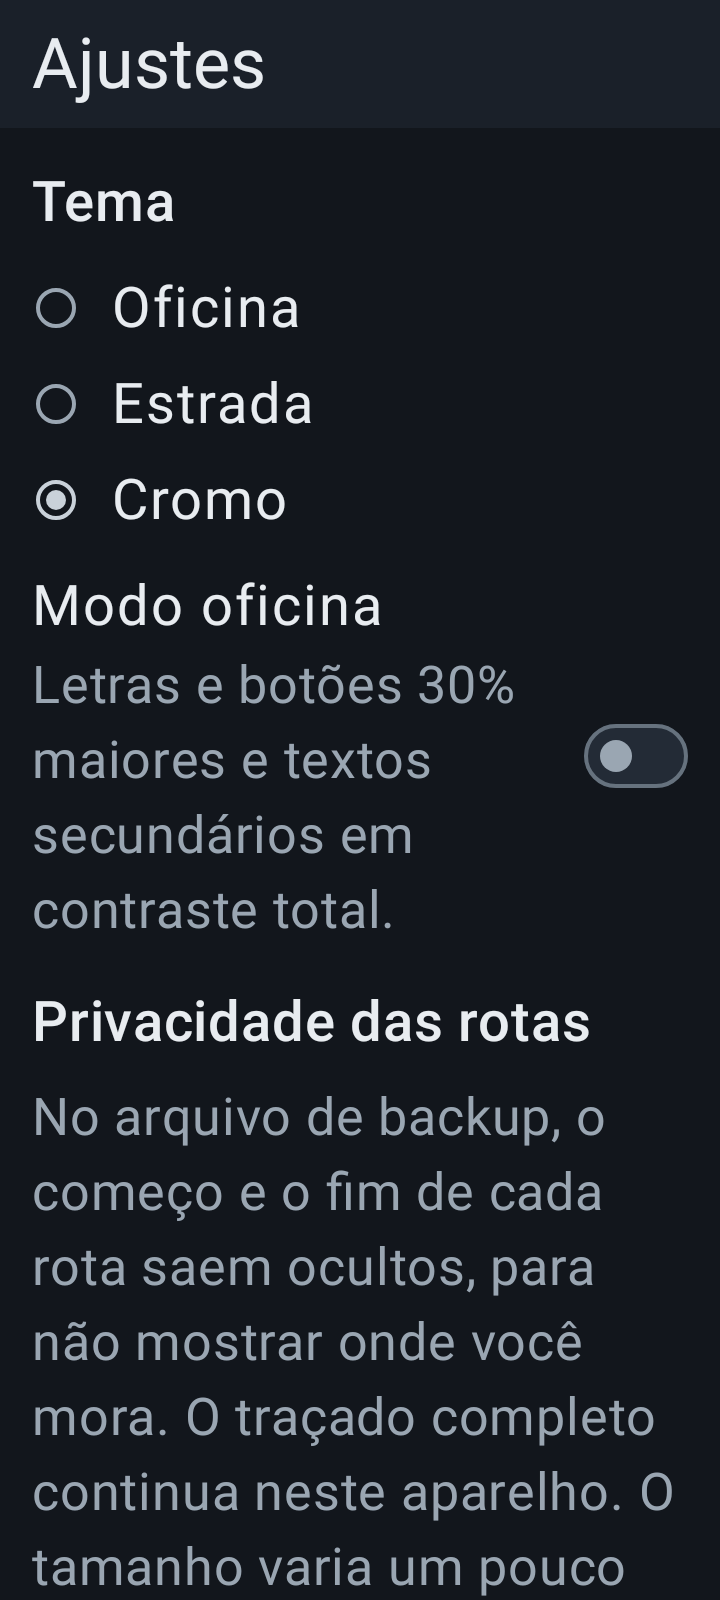 Ajustes
Tema
Oficina
Estrada
Cromo
Modo oficina
Letras e botões 30%
maiores e textos
secundários em
contraste total.
Privacidade das rotas
No arquivo de backup, o
começo e o fim de cada
rota saem ocultos, para
não mostrar onde você
mora. O traçado completo
continua neste aparelho. O
tamanho varia um pouco